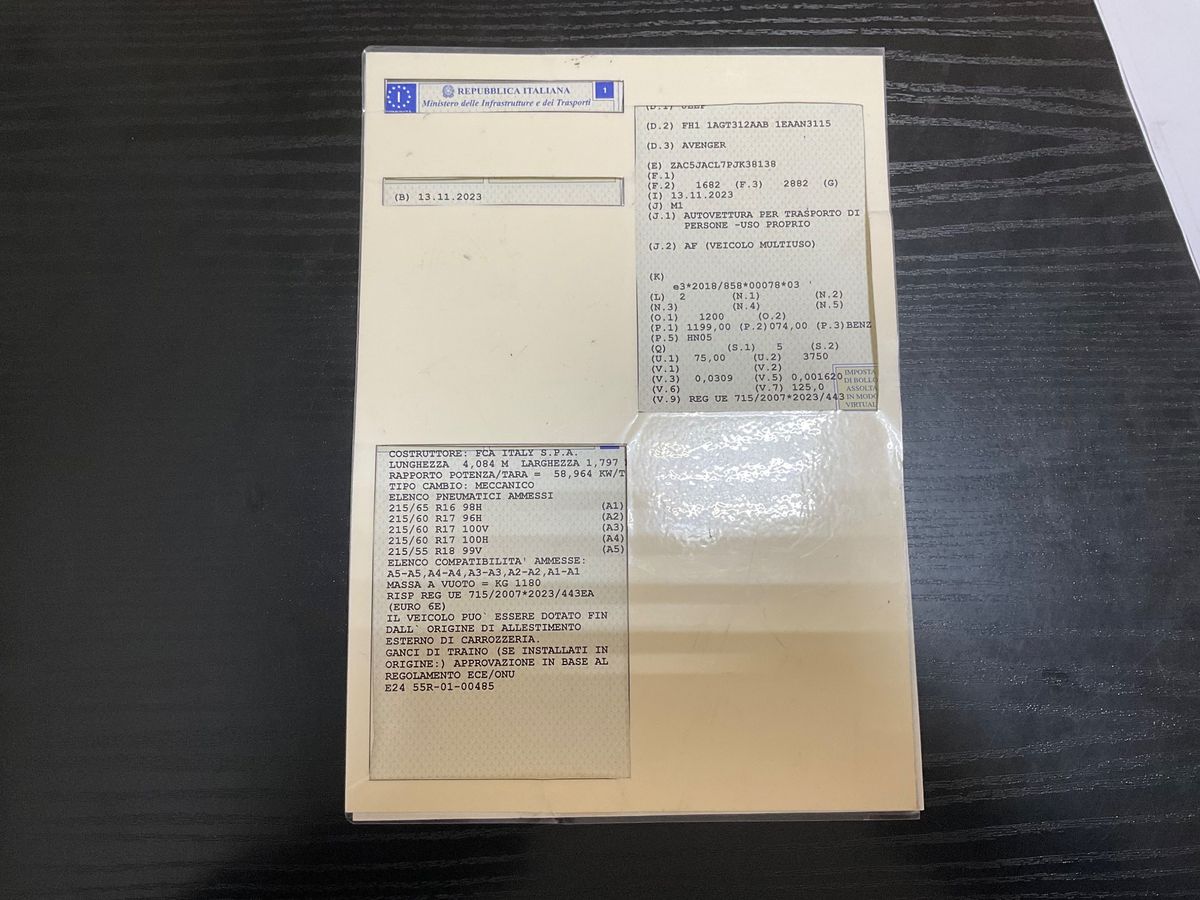 I
REPUBBLICA ITALIANA
1
Ministero delle Infrastrutture e dei Trasporti
(B) 13.11.2023
(D.1) JEEP
(D.2) FH1 1AGT312AAB 1EAAN3115
(D.3) AVENGER
(E) ZAC5JACL7PJK38138
(F.1)
(F.2) 1682 (F.3) 2882 (G)
(I) 13.11.2023
(J) M1
(J.1) AUTOVETTURA PER TRASPORTO DI
PERSONE -USO PROPRIO
(J.2) AF (VEICOLO MULTIUSO)
(K)
e3*2018/858*00078*03 '
(L) 2 (N.1) (N.2)
(N.3) (N.4) (N.5)
(O.1) 1200 (O.2)
(P.1) 1199,00 (P.2)074,00 (P.3)BENZ
(P.5) HN05
(Q) (S.1) 5 (S.2)
(U.1) 75,00 (U.2) 3750
(V.1) (V.2)
(V.3) 0,0309 (V.5) 0,001620
(V.6) (V.7) 125,0
(V.9) REG UE 715/2007*2023/443
IMPOSTA
DI BOLLO
ASSOLTA
IN MODO
VIRTUAL
COSTRUTTORE: FCA ITALY S.P.A.
LUNGHEZZA 4,084 M LARGHEZZA 1,797
RAPPORTO POTENZA/TARA = 58,964 KW/T
TIPO CAMBIO: MECCANICO
ELENCO PNEUMATICI AMMESSI
215/65 R16 98H (A1)
215/60 R17 96H (A2)
215/60 R17 100V (A3)
215/60 R17 100H (A4)
215/55 R18 99V (A5)
ELENCO COMPATIBILITA' AMMESSE:
A5-A5,A4-A4,A3-A3,A2-A2,A1-A1
MASSA A VUOTO = KG 1180
RISP REG UE 715/2007*2023/443EA
(EURO 6E)
IL VEICOLO PUO` ESSERE DOTATO FIN
DALL` ORIGINE DI ALLESTIMENTO
ESTERNO DI CARROZZERIA.
GANCI DI TRAINO (SE INSTALLATI IN
ORIGINE:) APPROVAZIONE IN BASE AL
REGOLAMENTO ECE/ONU
E24 55R-01-00485